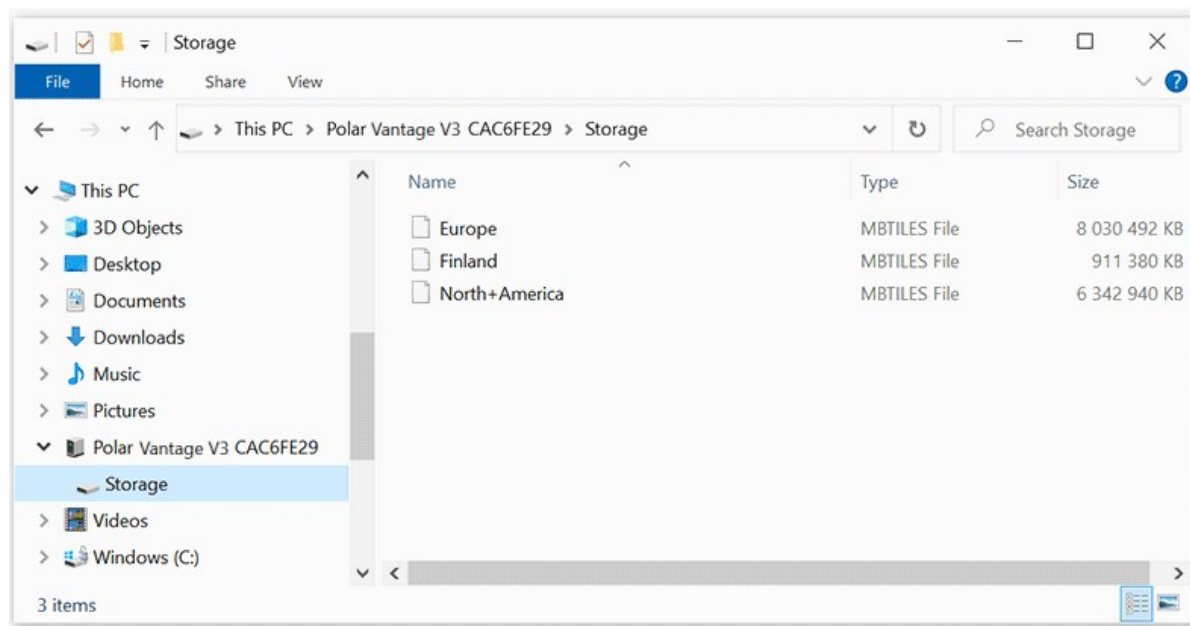 Storage
File Home Share View
This PC > Polar Vantage V3 CAC6FE29 > Storage
Search Storage
This PC
3D Objects
Desktop
Documents
Downloads
Music
Pictures
Polar Vantage V3 CAC6FE29
Storage
Videos
Windows (C:)
Name Type Size
Europe MBTILES File 8 030 492 KB
Finland MBTILES File 911 380 KB
North+America MBTILES File 6 342 940 KB
3 items